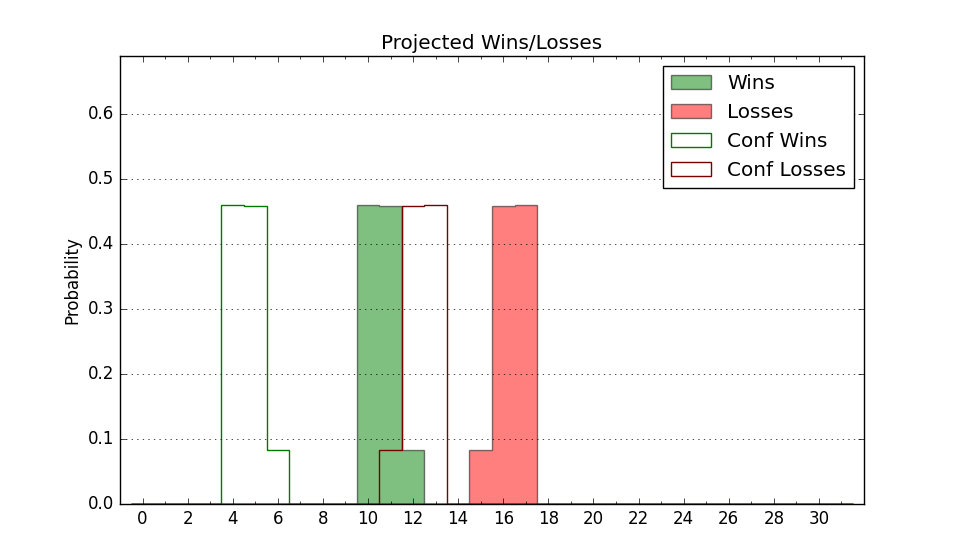 Projected Wins/Losses
Wins
Losses
Conf Wins
Conf Losses
Probability
0.6
0.5
0.4
0.3
0.2
0.1
0.0
0 2 4 6 8 10 12 14 16 18 20 22 24 26 28 30